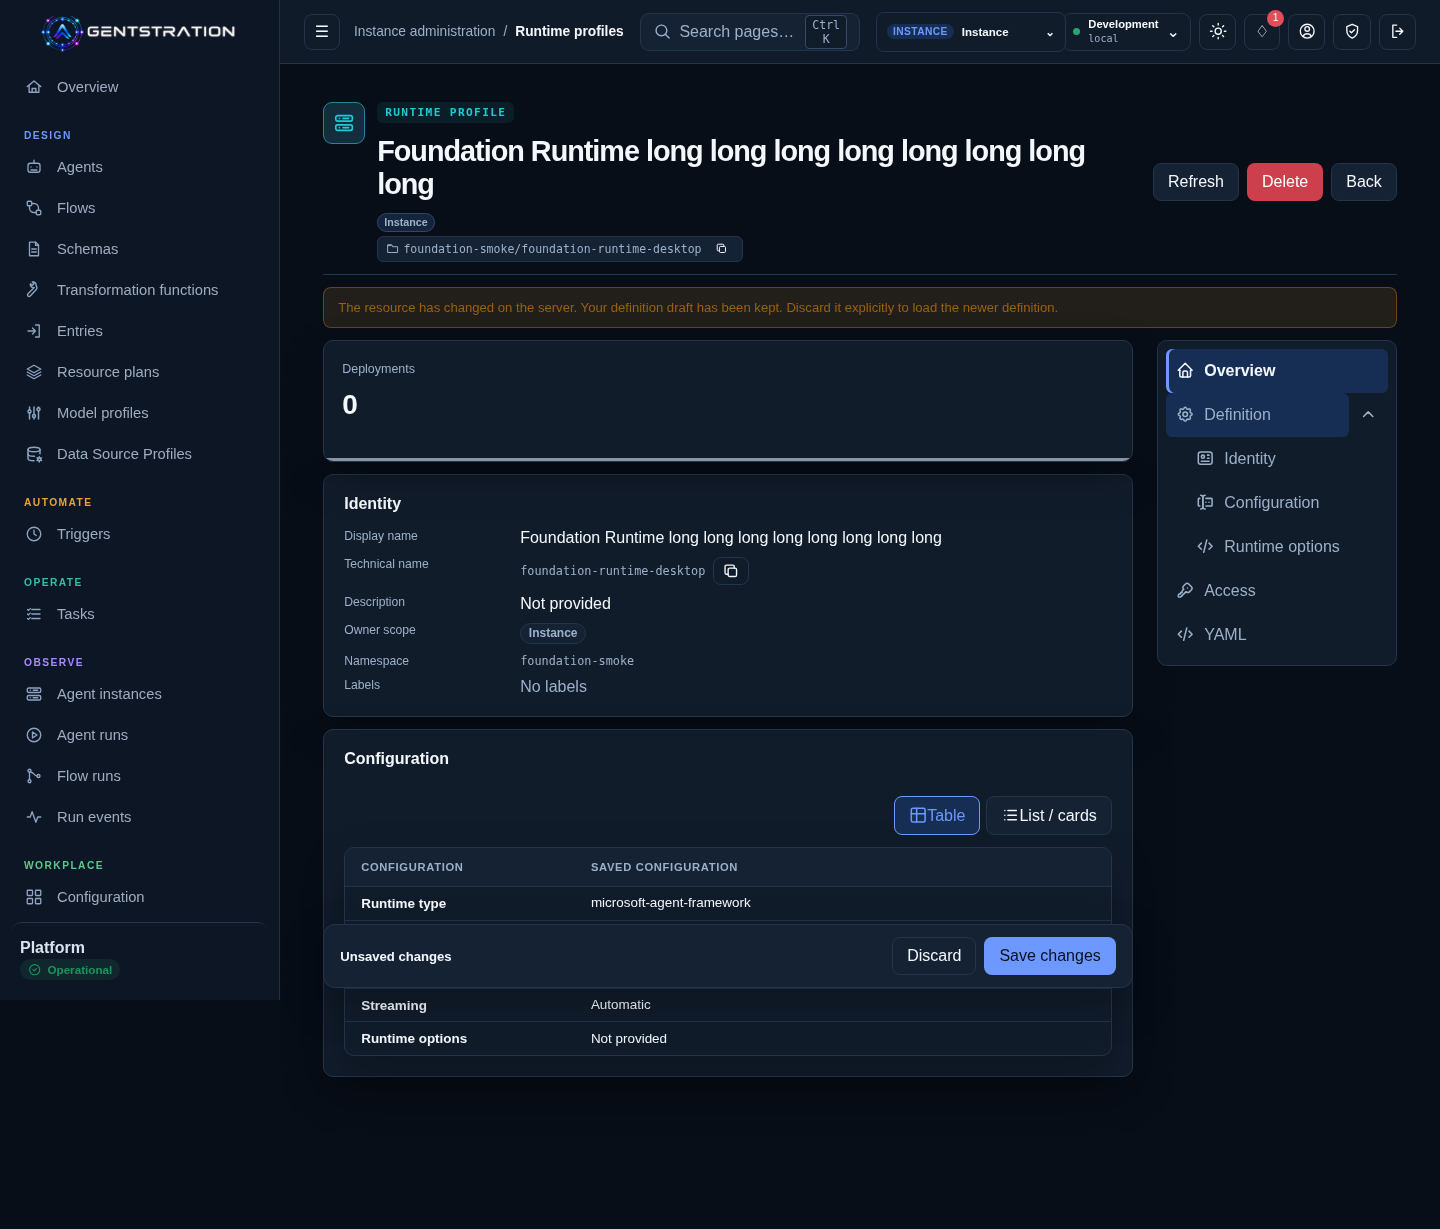 GENTSTRATION
Overview
DESIGN
Agents
Flows
Schemas
Transformation functions
Entries
Resource plans
Model profiles
Data Source Profiles
AUTOMATE
Triggers
OPERATE
Tasks
OBSERVE
Agent instances
Agent runs
Flow runs
Run events
WORKPLACE
Configuration
Platform
Operational
Instance administration / Runtime profiles
Search pages…
Ctrl
K
INSTANCE Instance
Development
local
1
RUNTIME PROFILE
Foundation Runtime long long long long long long long
long
Instance
foundation-smoke/foundation-runtime-desktop
Refresh
Delete
Back
The resource has changed on the server. Your definition draft has been kept. Discard it explicitly to load the newer definition.
Deployments
0
Identity
Display name Foundation Runtime long long long long long long long long
Technical name foundation-runtime-desktop
Description Not provided
Owner scope Instance
Namespace foundation-smoke
Labels No labels
Configuration
Table
List / cards
CONFIGURATION SAVED CONFIGURATION
Runtime type microsoft-agent-framework
Unsaved changes
Discard
Save changes
Streaming Automatic
Runtime options Not provided
Overview
Definition
Identity
Configuration
Runtime options
Access
YAML